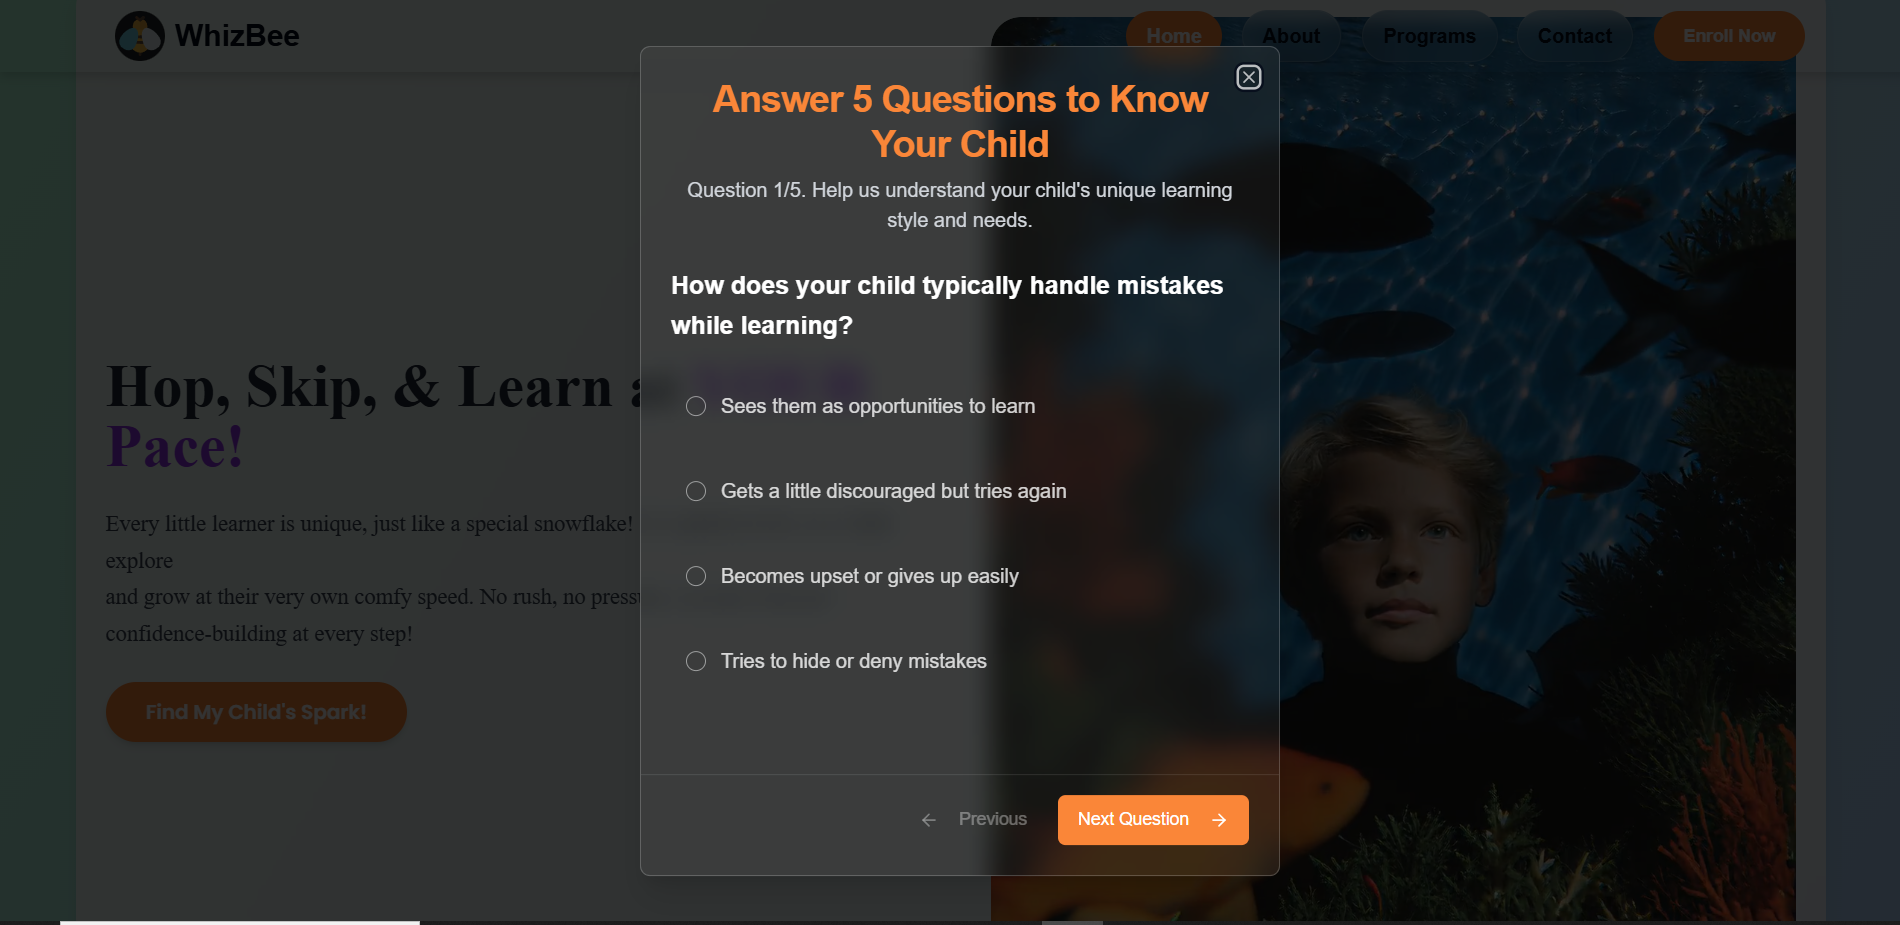 WhizBee
Home
About
Programs
Contact
Enroll Now
Answer 5 Questions to Know
Your Child
Question 1/5. Help us understand your child's unique learning
style and needs.
How does your child typically handle mistakes
while learning?
Sees them as opportunities to learn
Gets a little discouraged but tries again
Becomes upset or gives up easily
Tries to hide or deny mistakes
Previous
Next Question
Hop, Skip, & Learn
Pace!
Every little learner is unique, just like a special snowflake!
explore
and grow at their very own comfy speed. No rush, no
confidence-building at every step!
Find My Child's Spark!